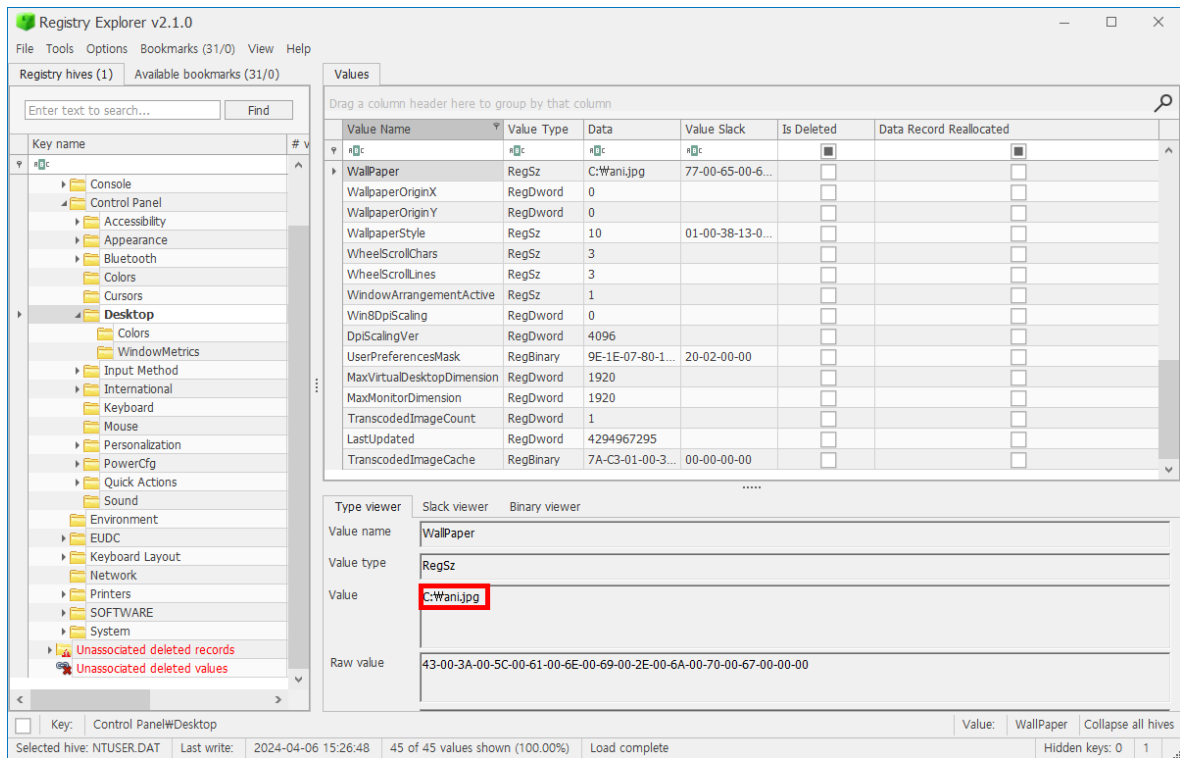 Registry Explorer v2.1.0
File Tools Options Bookmarks (31/0) View Help
Registry hives (1) Available bookmarks (31/0)
Enter text to search... Find
Key name # v
Console
Control Panel
Accessibility
Appearance
Bluetooth
Colors
Cursors
Desktop
Colors
WindowMetrics
Input Method
International
Keyboard
Mouse
Personalization
PowerCfg
Quick Actions
Sound
Environment
EUDC
Keyboard Layout
Network
Printers
SOFTWARE
System
Unassociated deleted records
Unassociated deleted values
Values
Drag a column header here to group by that column
Value Name Value Type Data Value Slack Is Deleted Data Record Reallocated
WallPaper RegSz C:₩ani.jpg 77-00-65-00-6...
WallpaperOriginX RegDword 0
WallpaperOriginY RegDword 0
WallpaperStyle RegSz 10 01-00-38-13-0...
WheelScrollChars RegSz 3
WheelScrollLines RegSz 3
WindowArrangementActive RegSz 1
Win8DpiScaling RegDword 0
DpiScalingVer RegDword 4096
UserPreferencesMask RegBinary 9E-1E-07-80-1... 20-02-00-00
MaxVirtualDesktopDimension RegDword 1920
MaxMonitorDimension RegDword 1920
TranscodedImageCount RegDword 1
LastUpdated RegDword 4294967295
TranscodedImageCache RegBinary 7A-C3-01-00-3... 00-00-00-00
Type viewer Slack viewer Binary viewer
Value name WallPaper
Value type RegSz
Value C:₩ani.jpg
Raw value 43-00-3A-00-5C-00-61-00-6E-00-69-00-2E-00-6A-00-70-00-67-00-00-00
Key: Control Panel₩Desktop Value: WallPaper Collapse all hives
Selected hive: NTUSER.DAT Last write: 2024-04-06 15:26:48 45 of 45 values shown (100.00%) Load complete Hidden keys: 0 1